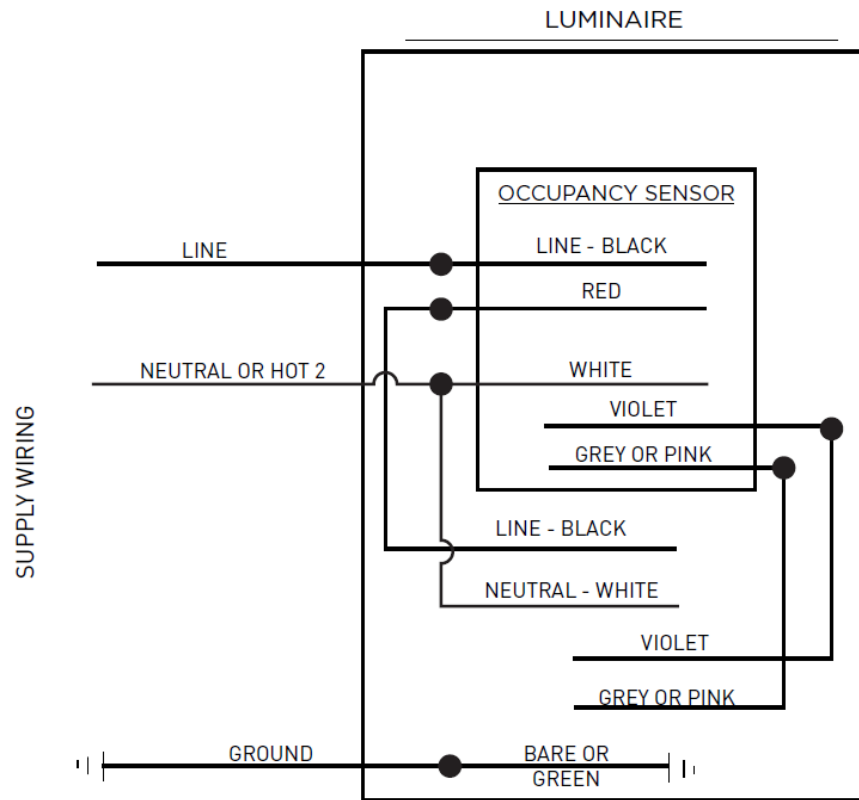 LUMINAIRE
OCCUPANCY SENSOR
LINE
LINE - BLACK
RED
NEUTRAL OR HOT 2
WHITE
VIOLET
GREY OR PINK
SUPPLY WIRING
LINE - BLACK
NEUTRAL - WHITE
VIOLET
GREY OR PINK
GROUND
BARE OR
GREEN